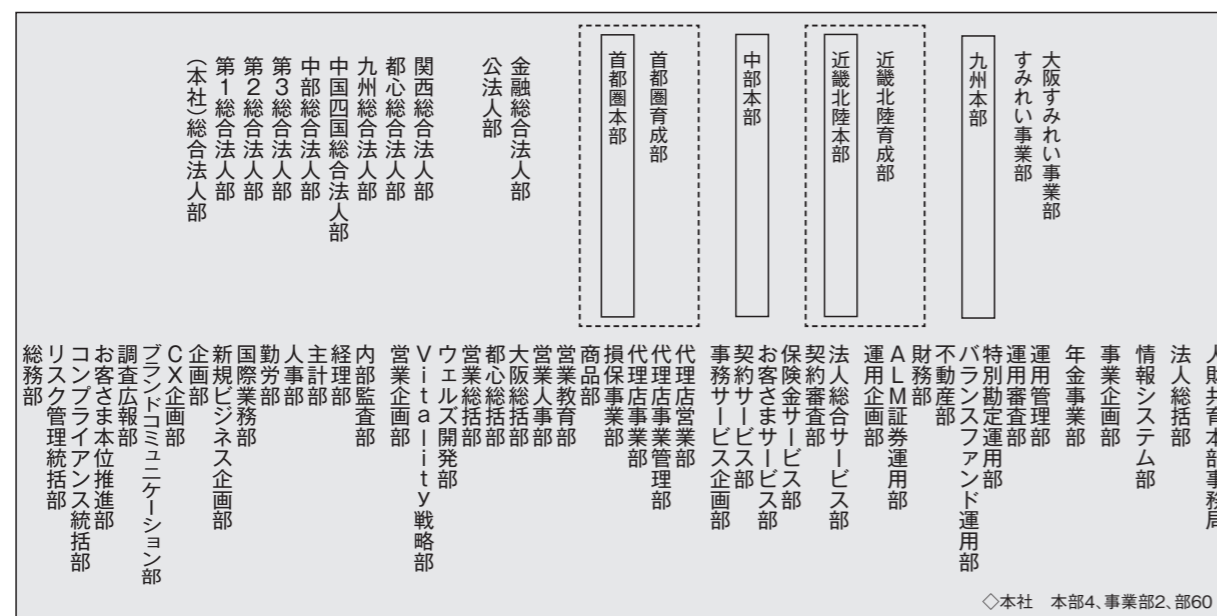 （本社）総合法人部
第1総合法人部
第2総合法人部
第3総合法人部
中部総合法人部
中国四国総合法人部
九州総合法人部
都心総合法人部
関西総合法人部
公法人部
金融総合法人部
首都圏本部
首都圏育成部
中部本部
近畿北陸本部
近畿北陸育成部
九州本部
すみれい事業部
大阪すみれい事業部
総務部
リスク管理統括部
コンプライアンス統括部
お客さま本位推進部
調査広報部
ブランドコミュニケーション部
CX企画部
企画部
新規ビジネス企画部
国際業務部
勤労部
人事部
主計部
経理部
内部監査部
営業企画部
Vitality戦略部
ウェルズ開発部
営業総括部
都心総括部
大阪総括部
営業人事部
営業教育部
商品部
損保事業部
代理店事業部
代理店事業管理部
代理店営業部
事務サービス企画部
契約サービス部
お客さまサービス部
保険金サービス部
契約審査部
法人総合サービス部
運用企画部
ALM証券運用部
財務部
不動産部
バランスファンド運用部
特別勘定運用部
運用審査部
運用管理部
年金事業部
事業企画部
情報システム部
法人総括部
人財共育本部事務局
◇本社　本部4、事業部2、部60